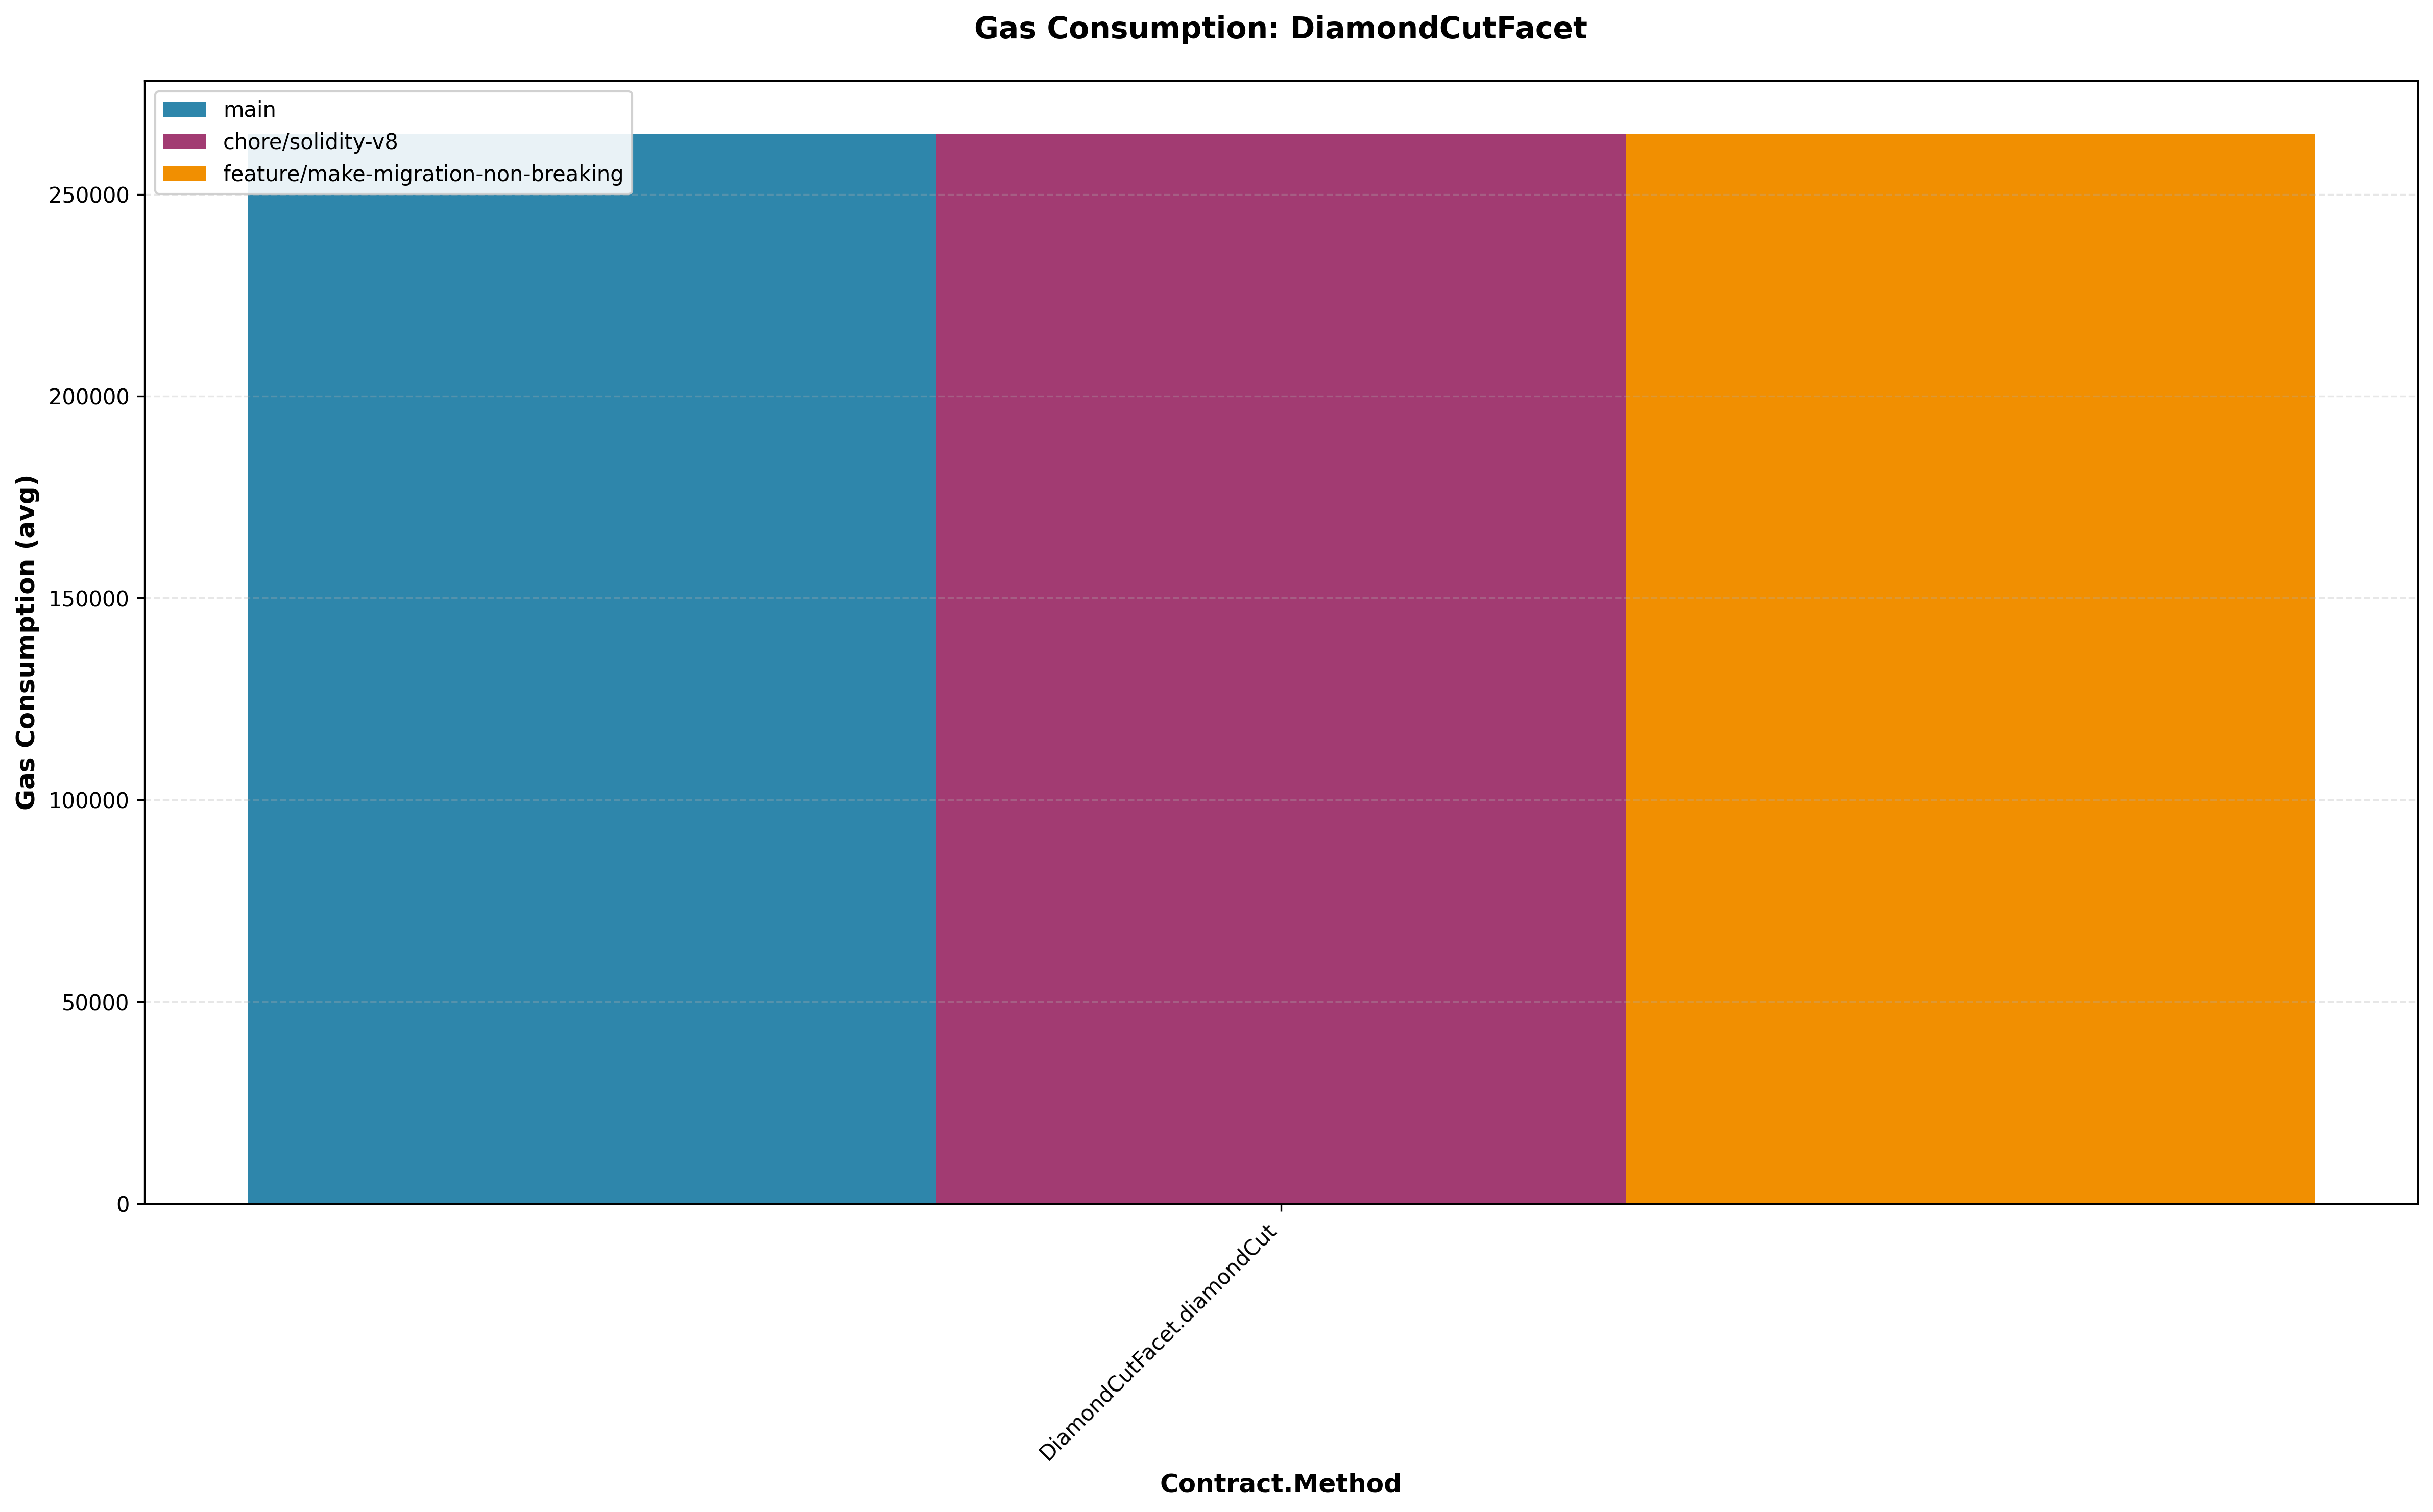 Gas Consumption: DiamondCutFacet
main
chore/solidity-v8
feature/make-migration-non-breaking
Gas Consumption (avg)
250000
200000
150000
100000
50000
0
DiamondCutFacet.diamondCut
Contract.Method